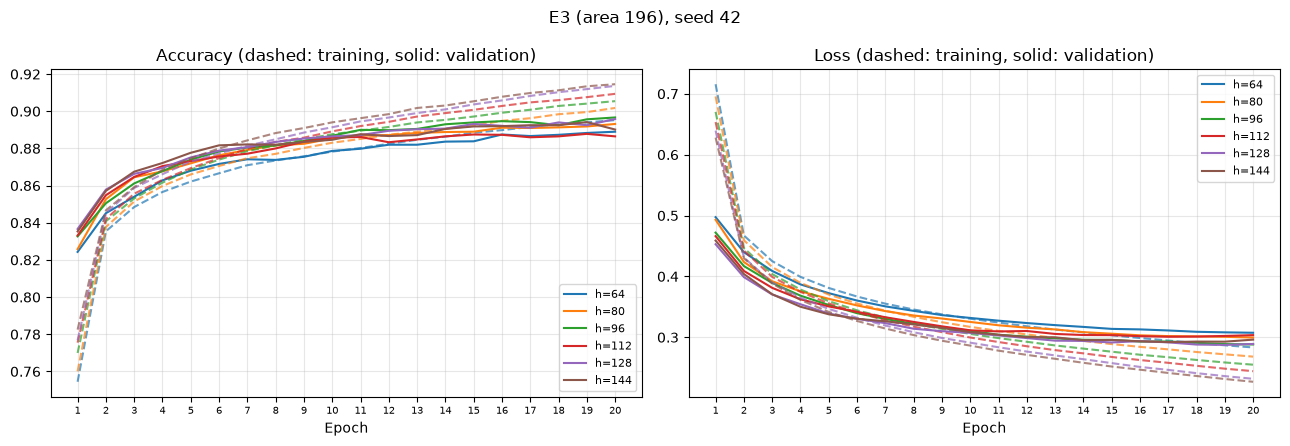 E3 (area 196), seed 42
Accuracy (dashed: training, solid: validation)
0.92
0.90
0.88
0.86
0.84
0.82
0.80
0.78
0.76
h=64
h=80
h=96
h=112
h=128
h=144
1 2 3 4 5 6 7 8 9 10 11 12 13 14 15 16 17 18 19 20
Epoch
Loss (dashed: training, solid: validation)
0.7
0.6
0.5
0.4
0.3
h=64
h=80
h=96
h=112
h=128
h=144
1 2 3 4 5 6 7 8 9 10 11 12 13 14 15 16 17 18 19 20
Epoch